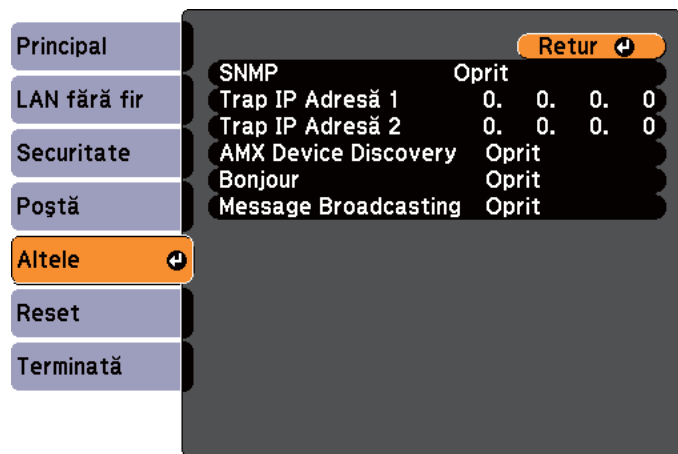 Principal
LAN fără fir
Securitate
Poştă
Altele
Reset
Terminată
Retur
SNMP Oprit
Trap IP Adresă 1 0. 0. 0. 0
Trap IP Adresă 2 0. 0. 0. 0
AMX Device Discovery Oprit
Bonjour Oprit
Message Broadcasting Oprit